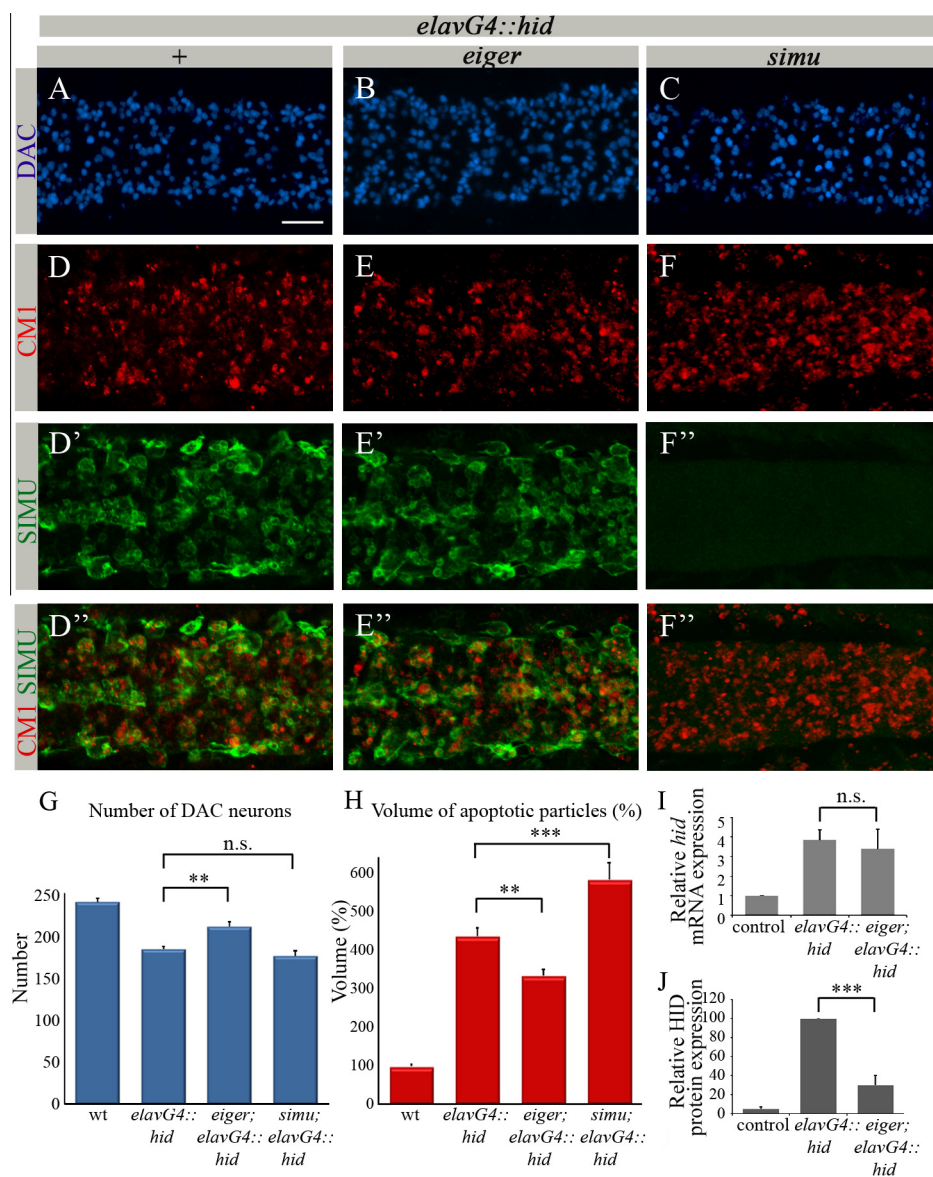 elavG4::hid
+ eiger simu
DAC
A B C
CM1
D E F
SIMU
D' E' F''
CM1 SIMU
D'' E'' F''
G Number of DAC neurons
n.s.
**
Number
250
200
150
100
50
0
wt elavG4:: hid eiger; elavG4:: hid simu; elavG4:: hid
H Volume of apoptotic particles (%)
***
**
Volume (%)
600
500
400
300
200
100
0
wt elavG4:: hid eiger; elavG4:: hid simu; elavG4:: hid
I
n.s.
Relative hid
mRNA expression
5
4
3
2
1
0
control elavG4:: hid eiger; elavG4:: hid
J
***
Relative HID
protein expression
120
100
80
60
40
20
0
control elavG4:: hid eiger; elavG4:: hid